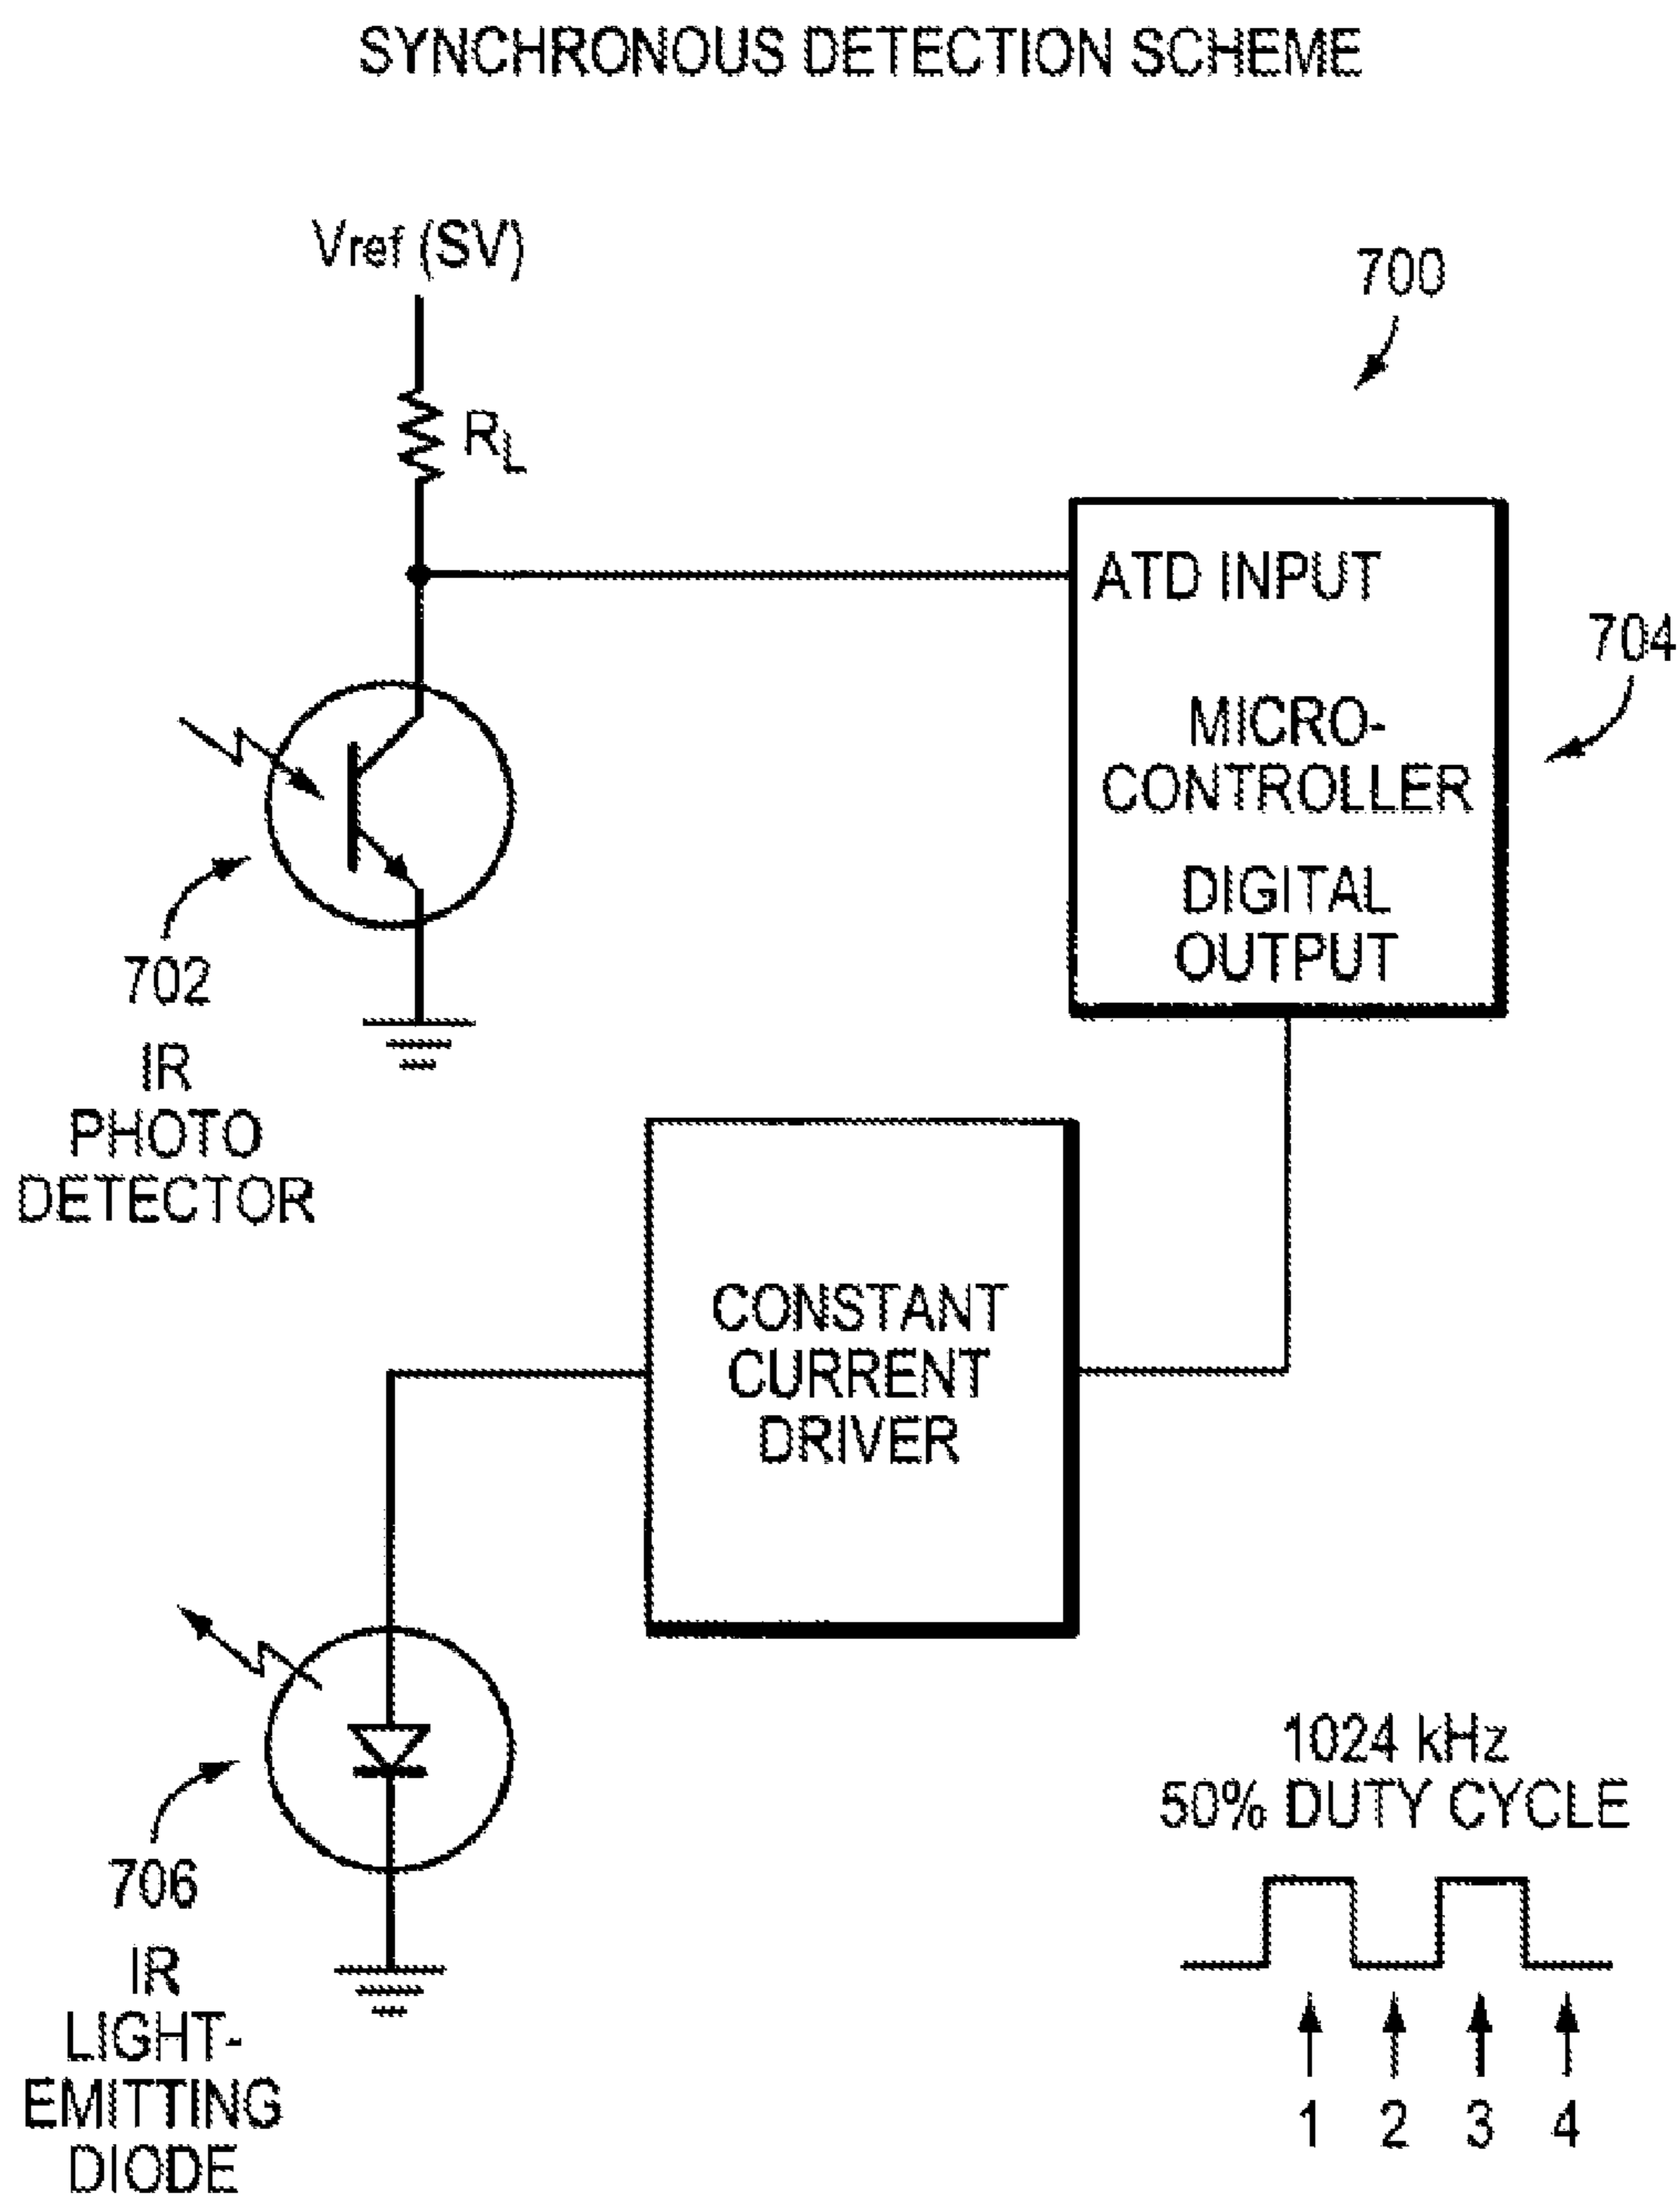 SYNCHRONOUS DETECTION SCHEME
Vref (SV)
700
RL
ATD INPUT
704
MICRO-
CONTROLLER
DIGITAL
OUTPUT
702
IR
PHOTO
DETECTOR
CONSTANT
CURRENT
DRIVER
706
IR
LIGHT-
EMITTING
DIODE
1024 kHz
50% DUTY CYCLE
1 2 3 4